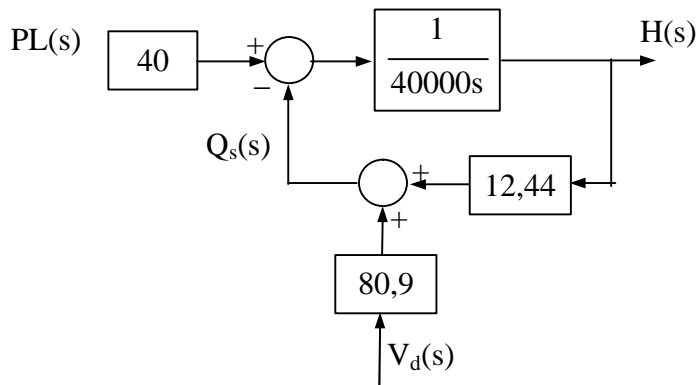 PL(s)
40
+
−
1
40000s
H(s)
Qs(s)
+
12,44
+
80,9
Vd(s)